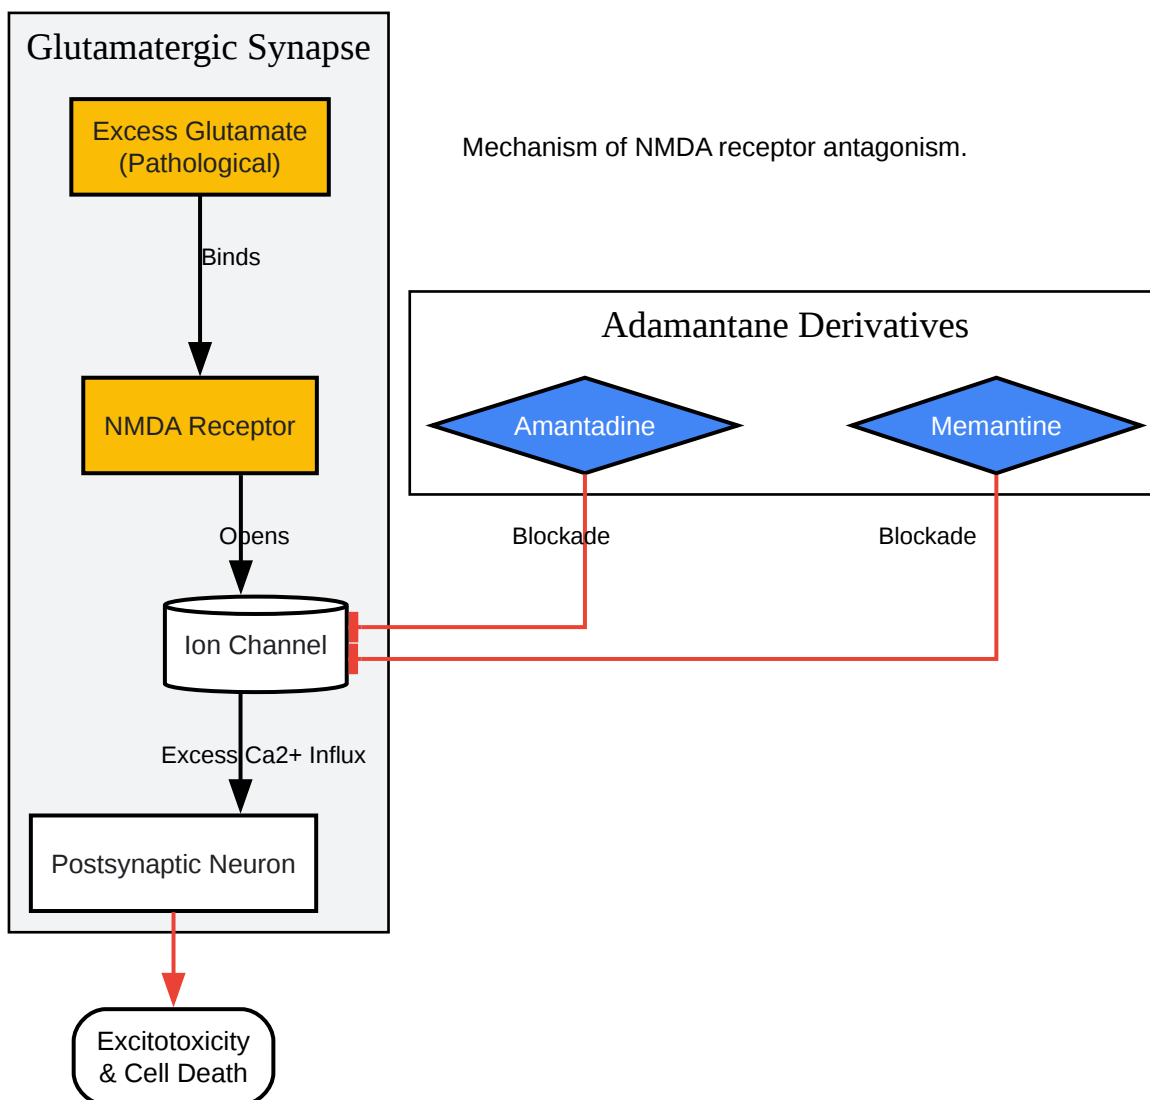 Glutamatergic Synapse
Excess Glutamate
(Pathological)
Mechanism of NMDA receptor antagonism.
Binds
Adamantane Derivatives
NMDA Receptor
Amantadine
Memantine
Opens
Blockade
Blockade
Ion Channel
Excess Ca2+ Influx
Postsynaptic Neuron
Excitotoxicity
& Cell Death